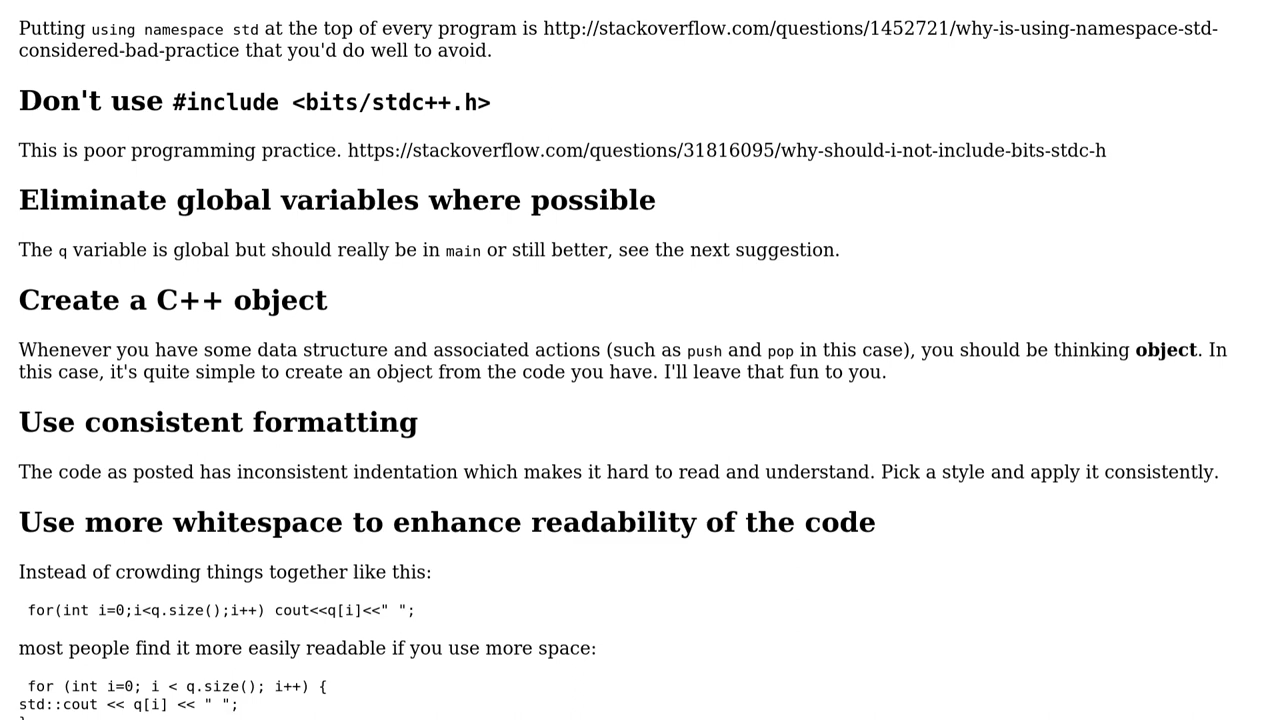 Putting using namespace std at the top of every program is http://stackoverflow.com/questions/1452721/why-is-using-namespace-std-
considered-bad-practice that you'd do well to avoid.
Don't use #include <bits/stdc++.h>
This is poor programming practice. https://stackoverflow.com/questions/31816095/why-should-i-not-include-bits-stdc-h
Eliminate global variables where possible
The q variable is global but should really be in main or still better, see the next suggestion.
Create a C++ object
Whenever you have some data structure and associated actions (such as push and pop in this case), you should be thinking object. In
this case, it's quite simple to create an object from the code you have. I'll leave that fun to you.
Use consistent formatting
The code as posted has inconsistent indentation which makes it hard to read and understand. Pick a style and apply it consistently.
Use more whitespace to enhance readability of the code
Instead of crowding things together like this:
for(int i=0;i<q.size();i++) cout<<q[i]<<" ";
most people find it more easily readable if you use more space:
for (int i=0; i < q.size(); i++) {
std::cout << q[i] << " ";